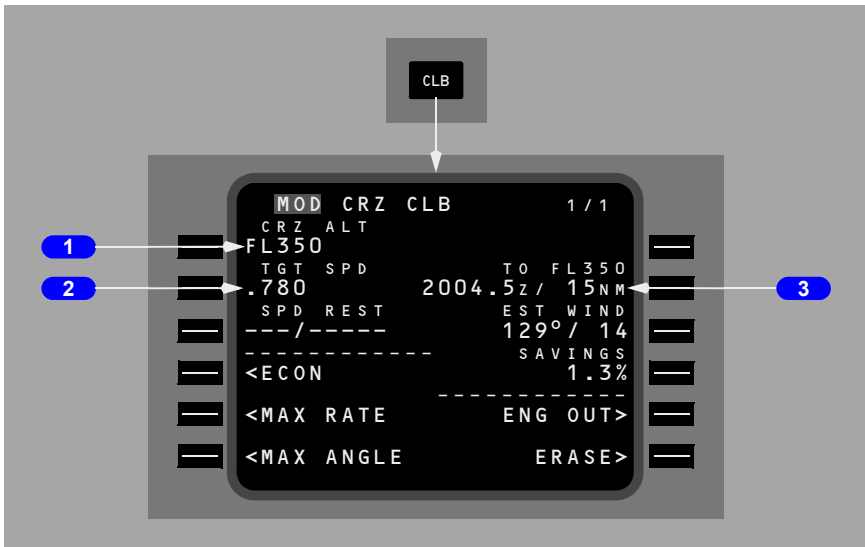 CLB
MOD CRZ CLB 1/1
CRZ ALT
1 FL350
TGT SPD TO FL350
2 .780 2004.5Z/ 15NM 3
SPD REST EST WIND
---/----- 129°/ 14
------------ SAVINGS
<ECON 1.3%
------------
<MAX RATE ENG OUT>
<MAX ANGLE ERASE>